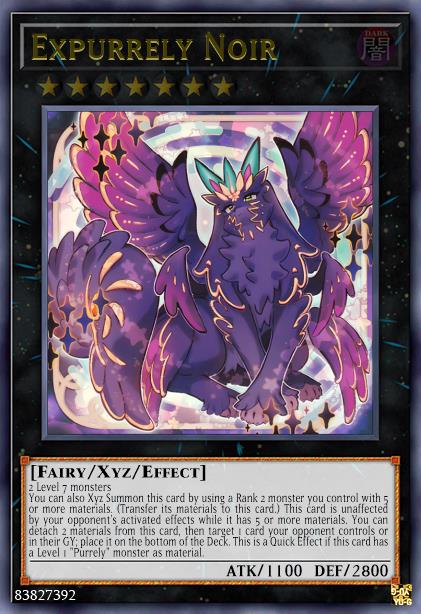 Expurrely Noir
DARK
闇
[Fairy/Xyz/Effect]
2 Level 7 monsters
You can also Xyz Summon this card by using a Rank 2 monster you control with 5
or more materials. (Transfer its materials to this card.) This card is unaffected
by your opponent's activated effects while it has 5 or more materials. You can
detach 2 materials from this card, then target 1 card your opponent controls or
in their GY; place it on the bottom of the Deck. This is a Quick Effect if this card has
a Level 1 "Purrely" monster as material.
ATK/1100 DEF/2800
83827392